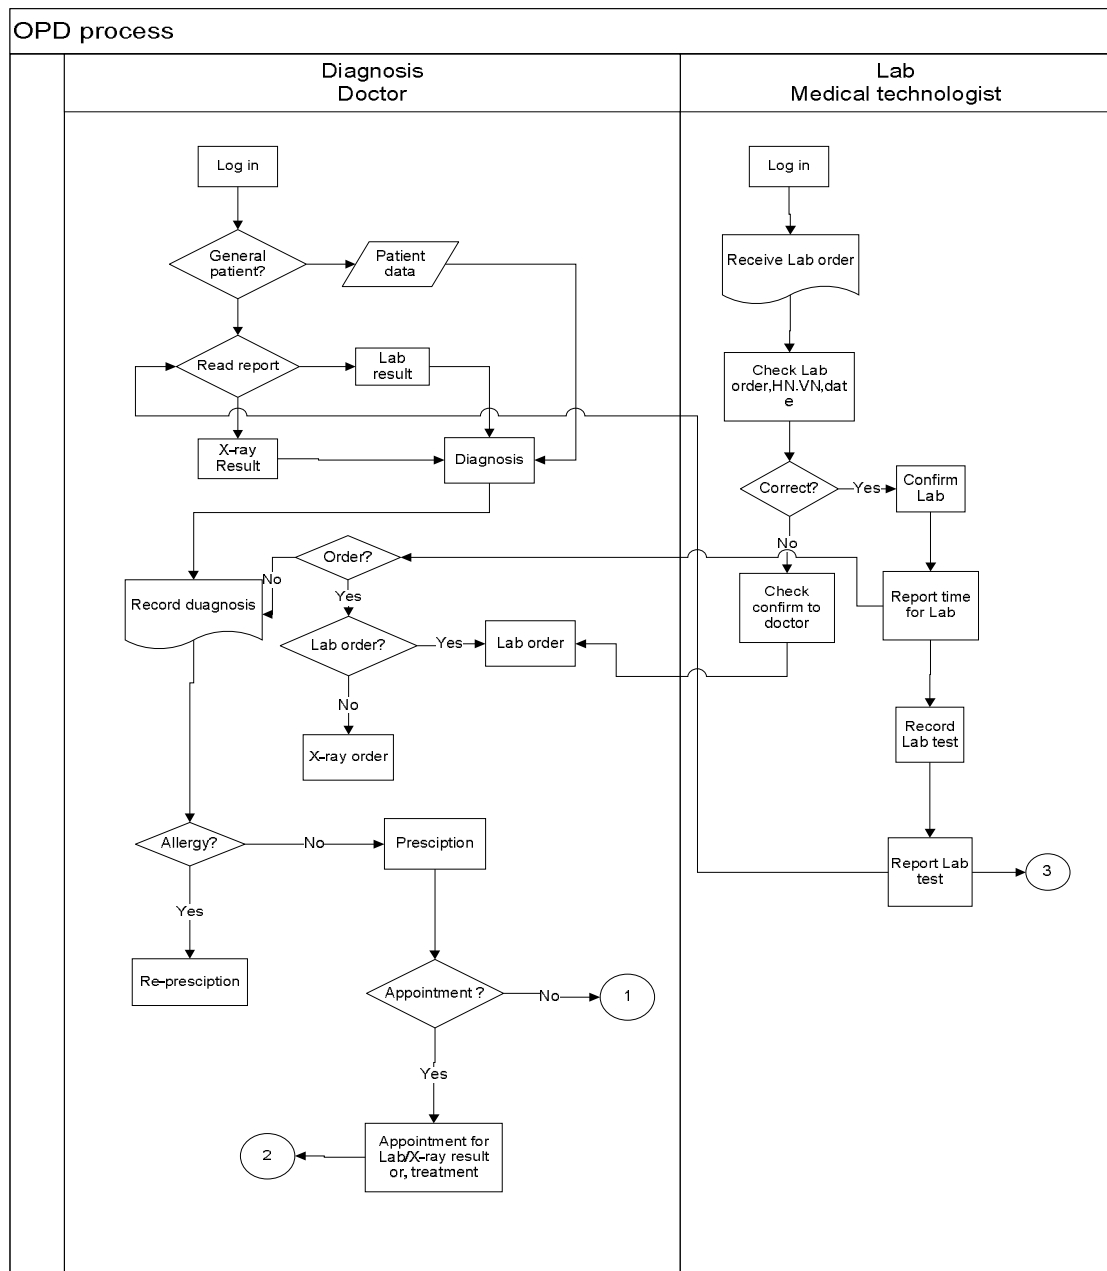 OPD process
Diagnosis
Doctor
Lab
Medical technologist
Log in
General
patient?
Patient
data
Read report
Lab
result
X-ray
Result
Diagnosis
Order?
No
Yes
Record duagnosis
Lab order?
Yes
Lab order
No
X-ray order
Allergy?
No
Presciption
Yes
Re-presciption
Appointment ?
No
1
Yes
Appointment for
Lab/X-ray result
or, treatment
2
Log in
Receive Lab order
Check Lab
order,HN.VN,dat
e
Correct?
Yes
Confirm
Lab
No
Check
confirm to
doctor
Report time
for Lab
Record
Lab test
Report Lab
test
3